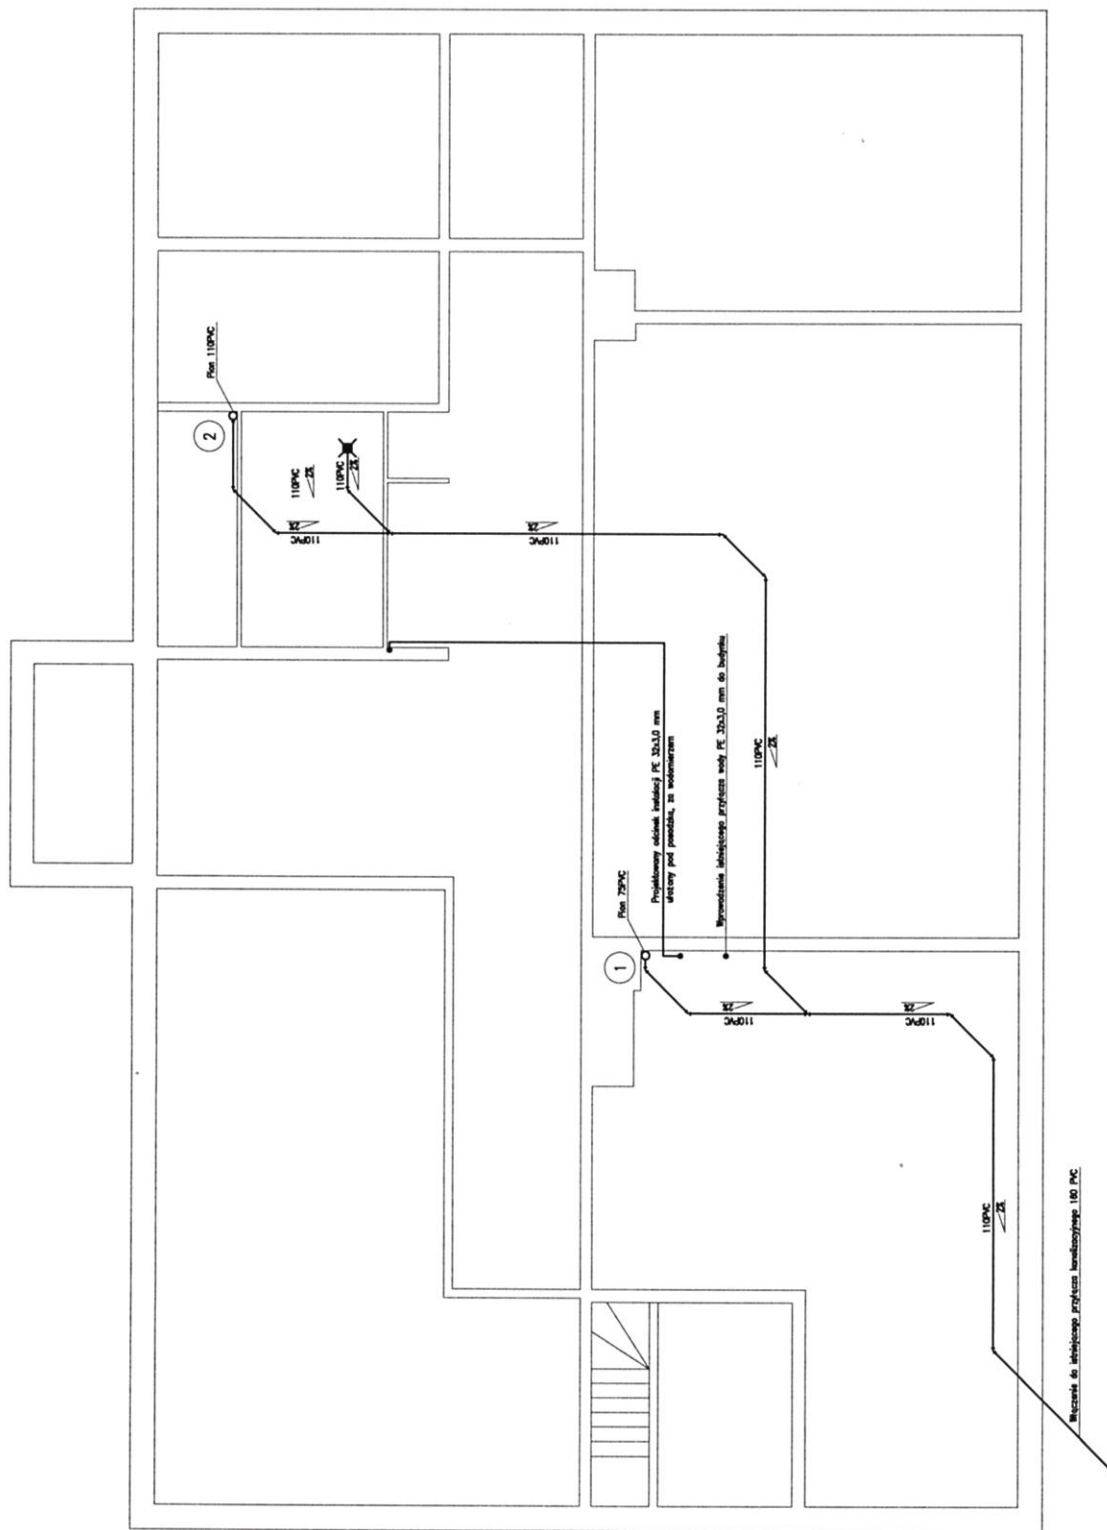 Pion 110PVC
2
110PVC
2%
110PVC
2%
2%
110PVC
2%
110PVC
Projektowany odcinek instalacji PE 32x3,0 mm
ułożony pod posadzką, za wodomierzem
Wprowadzenie istniejącego przyłącza wody PE 32x3,0 mm do budynku
110PVC
2%
Pion 75PVC
1
2%
110PVC
2%
110PVC
110PVC
2%
Włączenie do istniejącego przyłącza kanalizacyjnego 160 PVC